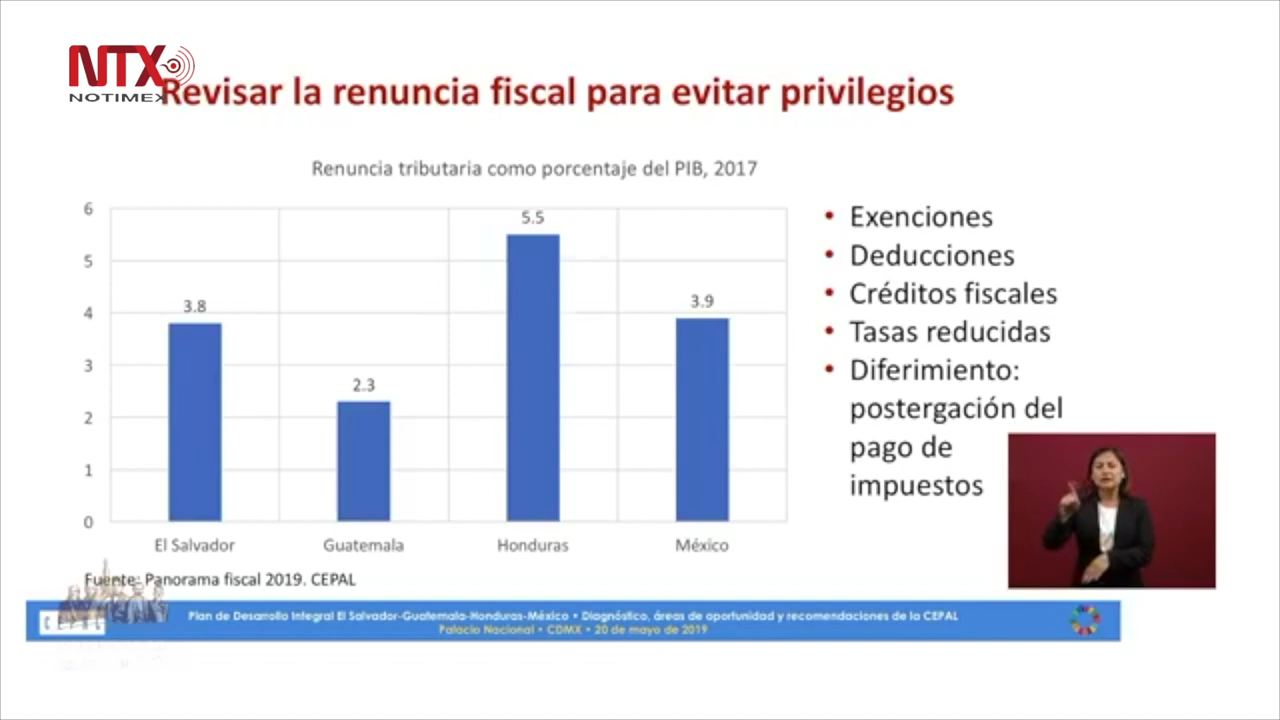 NTX
NOTIMEX
Revisar la renuncia fiscal para evitar privilegios
Renuncia tributaria como porcentaje del PIB, 2017
6
5
4
3
2
1
0
3.8
2.3
5.5
3.9
El Salvador
Guatemala
Honduras
México
• Exenciones
• Deducciones
• Créditos fiscales
• Tasas reducidas
• Diferimiento:
postergación del
pago de
impuestos
Fuente: Panorama fiscal 2019. CEPAL
Plan de Desarrollo Integral El Salvador-Guatemala-Honduras-México • Diagnóstico, áreas de oportunidad y recomendaciones de la CEPAL
Palacio Nacional • CDMX • 20 de mayo de 2019